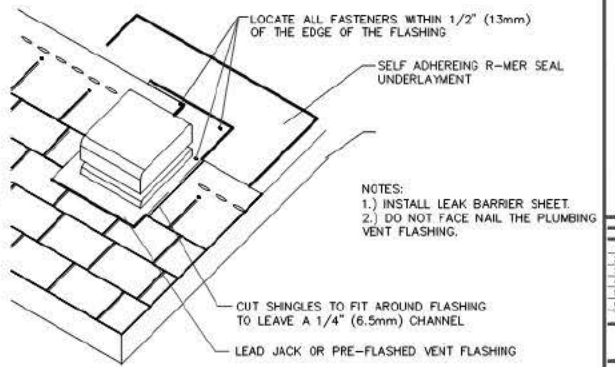 LOCATE ALL FASTENERS WITHIN 1/2" (13mm)
OF THE EDGE OF THE FLASHING
SELF ADHEREING R-MER SEAL
UNDERLAYMENT
NOTES:
1.) INSTALL LEAK BARRIER SHEET.
2.) DO NOT FACE NAIL THE PLUMBING
VENT FLASHING.
CUT SHINGLES TO FIT AROUND FLASHING
TO LEAVE A 1/4" (6.5mm) CHANNEL
LEAD JACK OR PRE-FLASHED VENT FLASHING